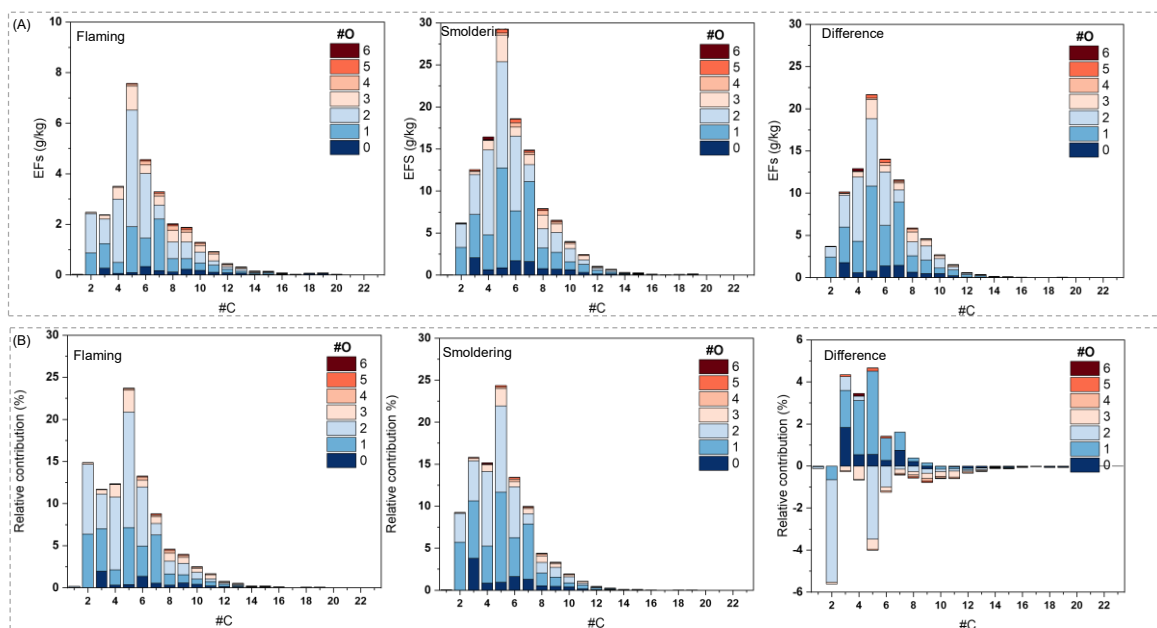 (A)
Flaming
EFs (g/kg)
10
8
6
4
2
0
2 4 6 8 10 12 14 16 18 20 22
#C
#O
6
5
4
3
2
1
0
Smoldering
EFS (g/kg)
30
25
20
15
10
5
0
2 4 6 8 10 12 14 16 18 20 22
#C
#O
6
5
4
3
2
1
0
Difference
EFs (g/kg)
30
25
20
15
10
5
0
2 4 6 8 10 12 14 16 18 20 22
#C
#O
6
5
4
3
2
1
0
(B)
Flaming
Relative contribution (%)
30
25
20
15
10
5
0
2 4 6 8 10 12 14 16 18 20 22
#C
#O
6
5
4
3
2
1
0
Smoldering
Relative contribution %)
30
25
20
15
10
5
0
2 4 6 8 10 12 14 16 18 20 22
#C
#O
6
5
4
3
2
1
0
Difference
Relative contribution (%)
6
4
2
0
-2
-4
-6
2 4 6 8 10 12 14 16 18 20 22
#C
#O
6
5
4
3
2
1
0